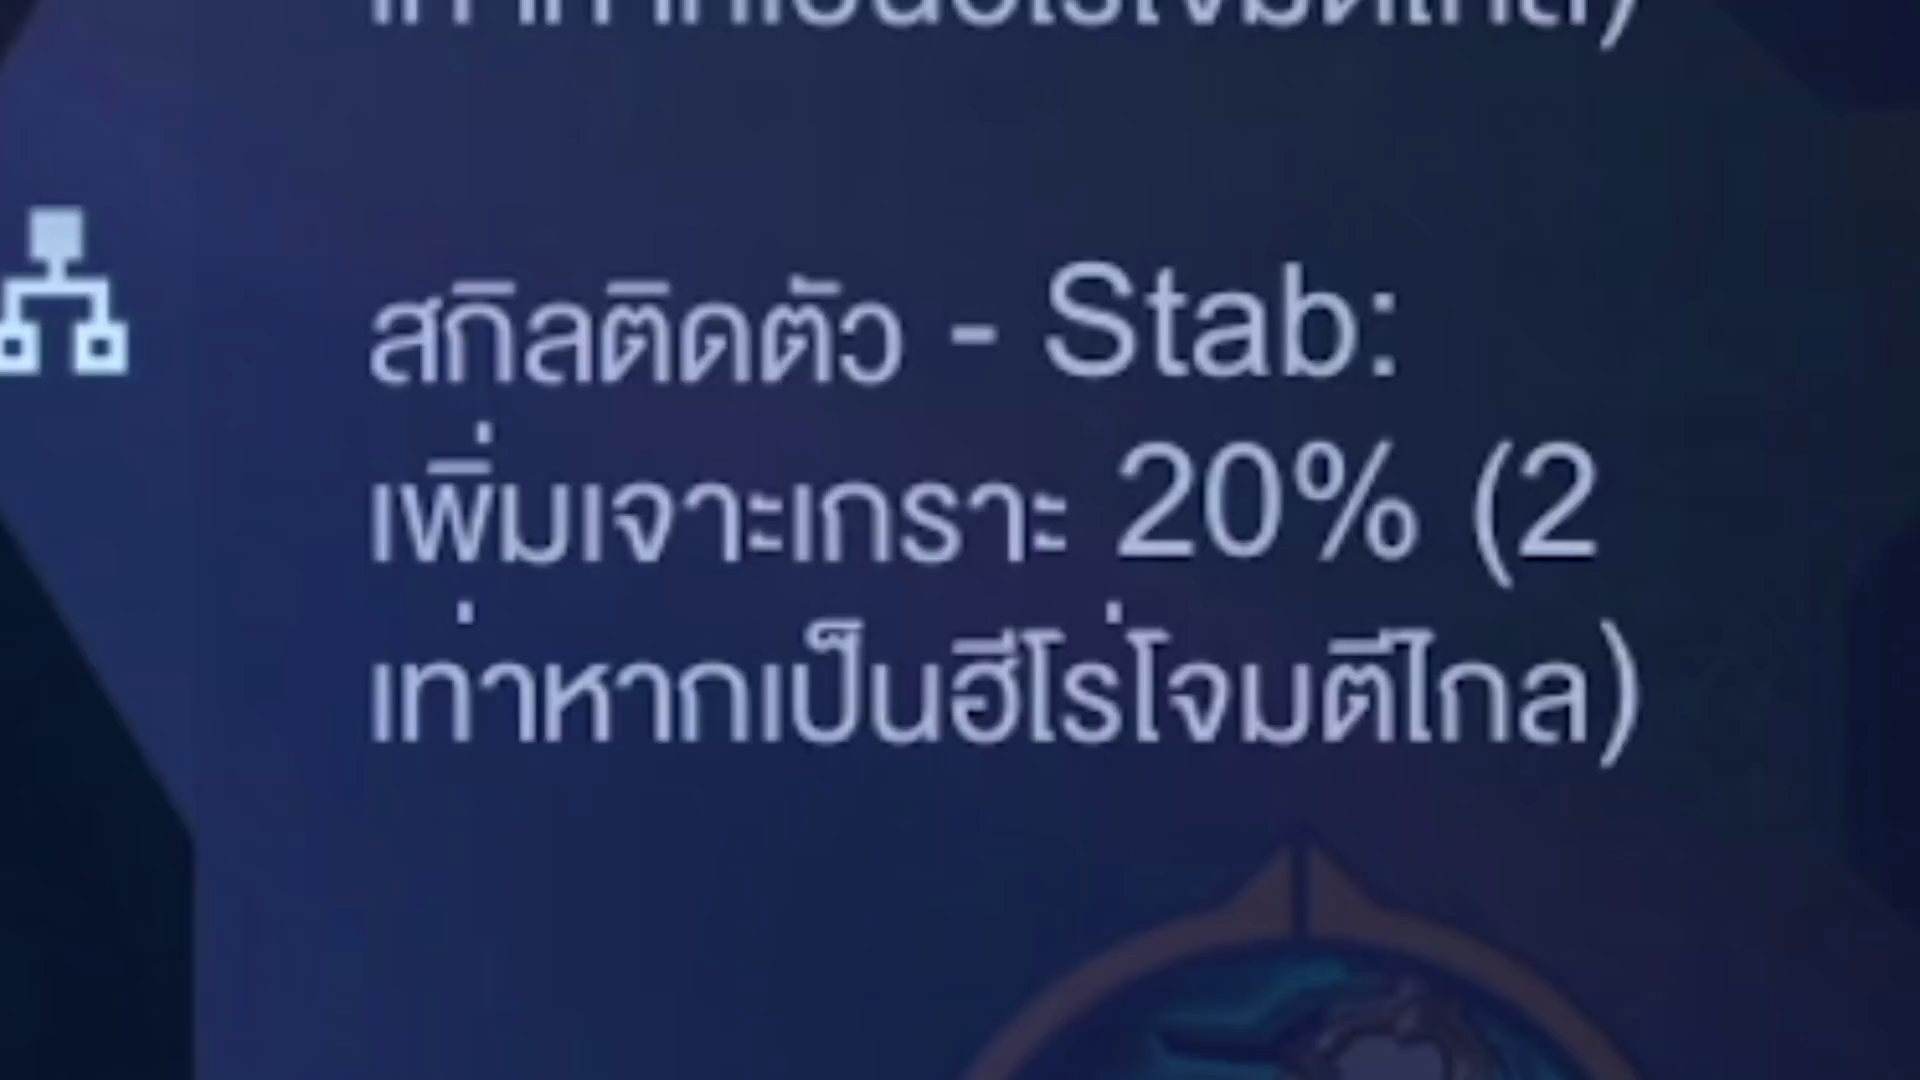 สกิลติดตัว - Stab:
เพิ่มเจาะเกราะ 20% (2
เท่าหากเป็นฮีโร่โจมตีไกล)